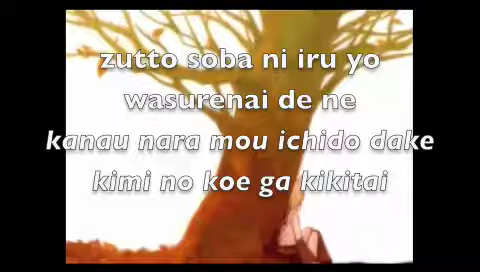 zutto soba ni iru yo
wasurenai de ne
kanau nara mou ichido dake
kimi no koe ga kikitai